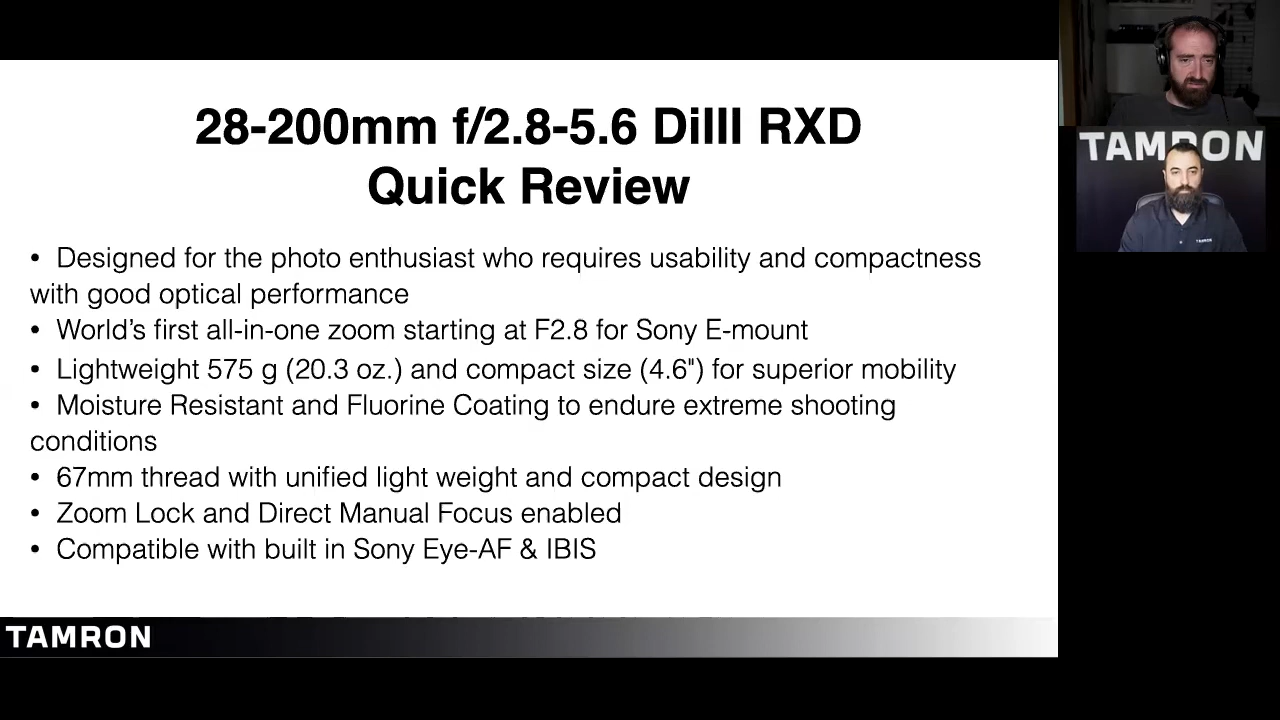 28-200mm f/2.8-5.6 DiIII RXD
Quick Review
• Designed for the photo enthusiast who requires usability and compactness
with good optical performance
• World’s first all-in-one zoom starting at F2.8 for Sony E-mount
• Lightweight 575 g (20.3 oz.) and compact size (4.6") for superior mobility
• Moisture Resistant and Fluorine Coating to endure extreme shooting
conditions
• 67mm thread with unified light weight and compact design
• Zoom Lock and Direct Manual Focus enabled
• Compatible with built in Sony Eye-AF & IBIS
TAMRON
TAMRON
TAMRON